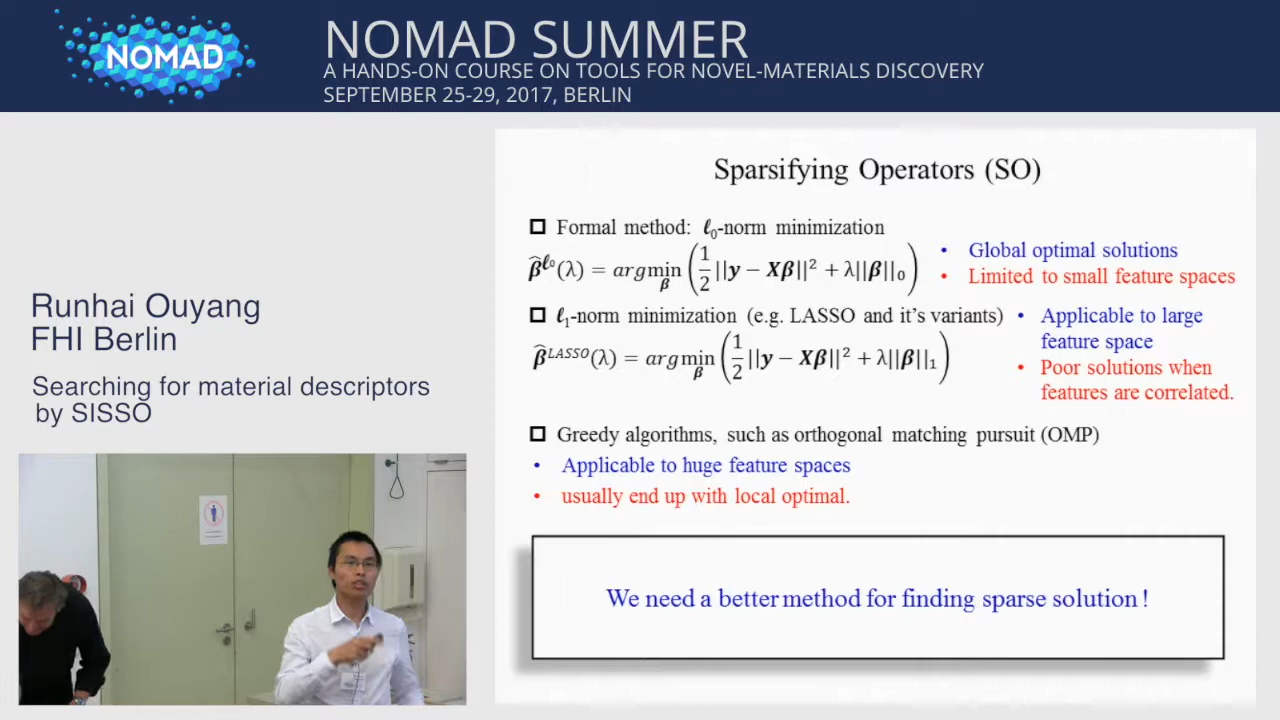 NOMAD
NOMAD SUMMER
A HANDS-ON COURSE ON TOOLS FOR NOVEL-MATERIALS DISCOVERY
SEPTEMBER 25-29, 2017, BERLIN
Runhai Ouyang
FHI Berlin
Searching for material descriptors
by SISSO
Sparsifying Operators (SO)
Formal method: ℓ₀-norm minimization
β̂^ℓ₀(λ) = argmin_β (1/2 ||y − Xβ||² + λ||β||₀)
• Global optimal solutions
• Limited to small feature spaces
ℓ₁-norm minimization (e.g. LASSO and it's variants)
β̂^LASSO(λ) = argmin_β (1/2 ||y − Xβ||² + λ||β||₁)
• Applicable to large
feature space
• Poor solutions when
features are correlated.
Greedy algorithms, such as orthogonal matching pursuit (OMP)
• Applicable to huge feature spaces
• usually end up with local optimal.
We need a better method for finding sparse solution !